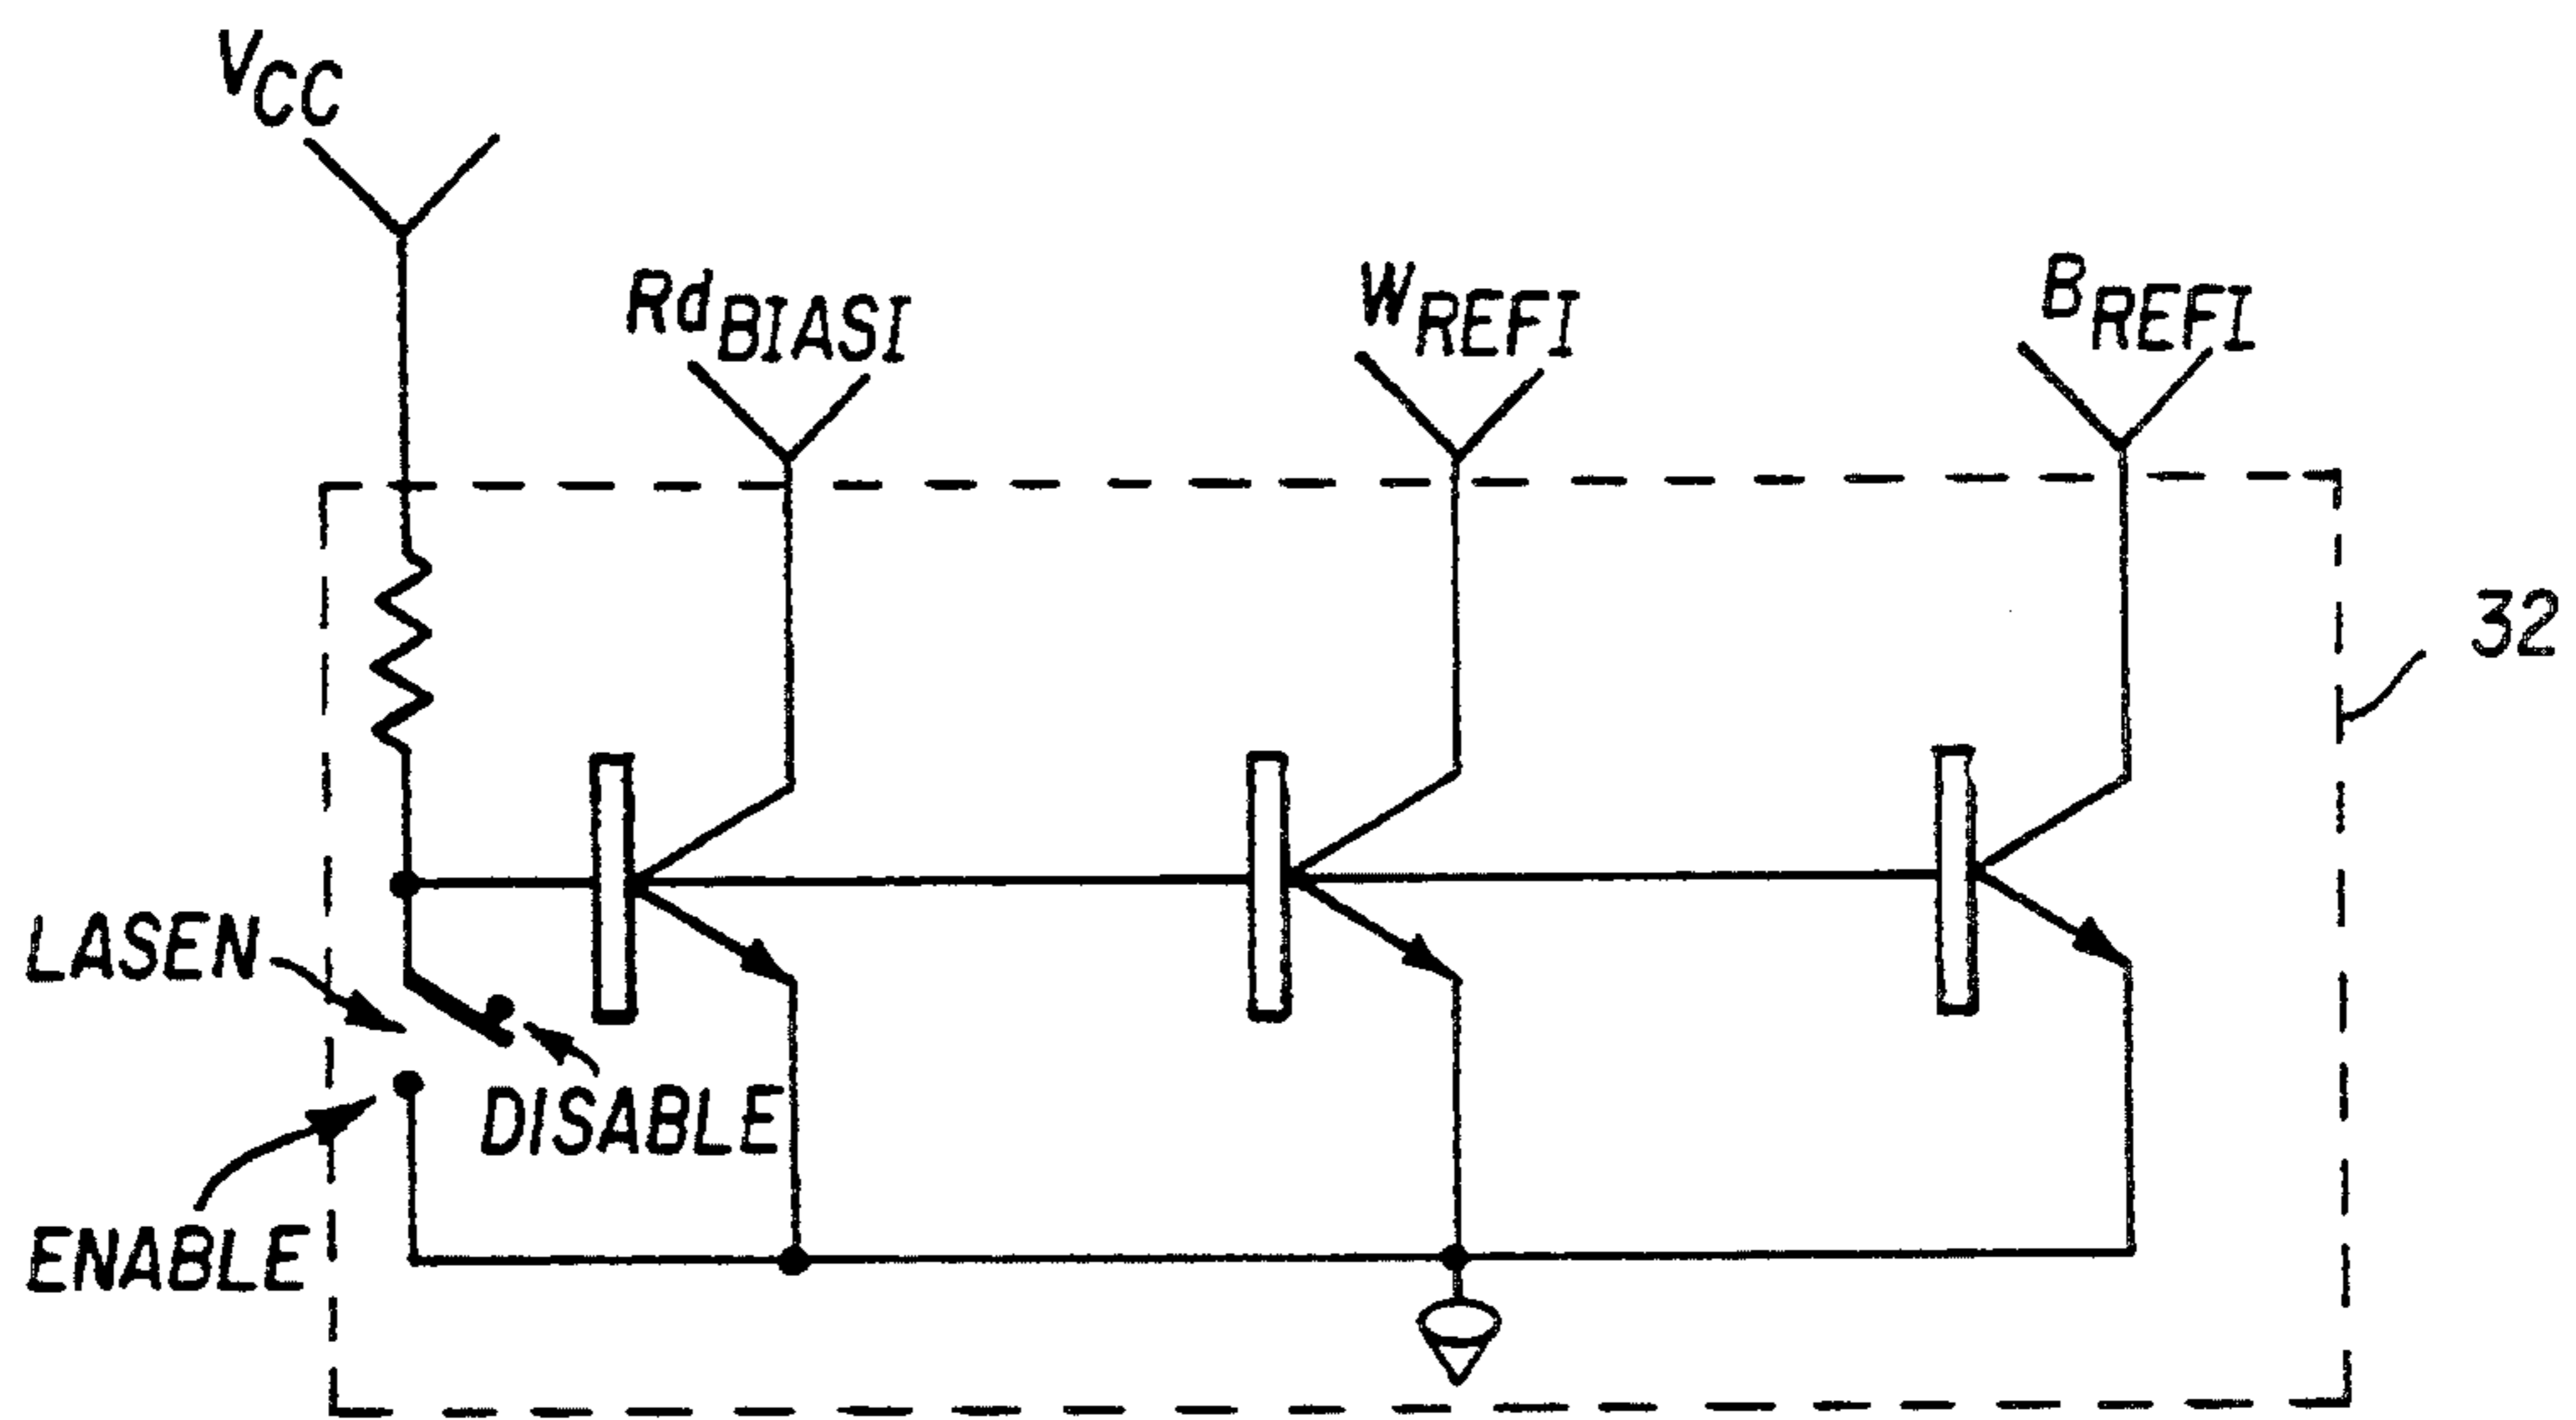 VCC
RdBIASI
WREFI
BREFI
32
LASEN
DISABLE
ENABLE